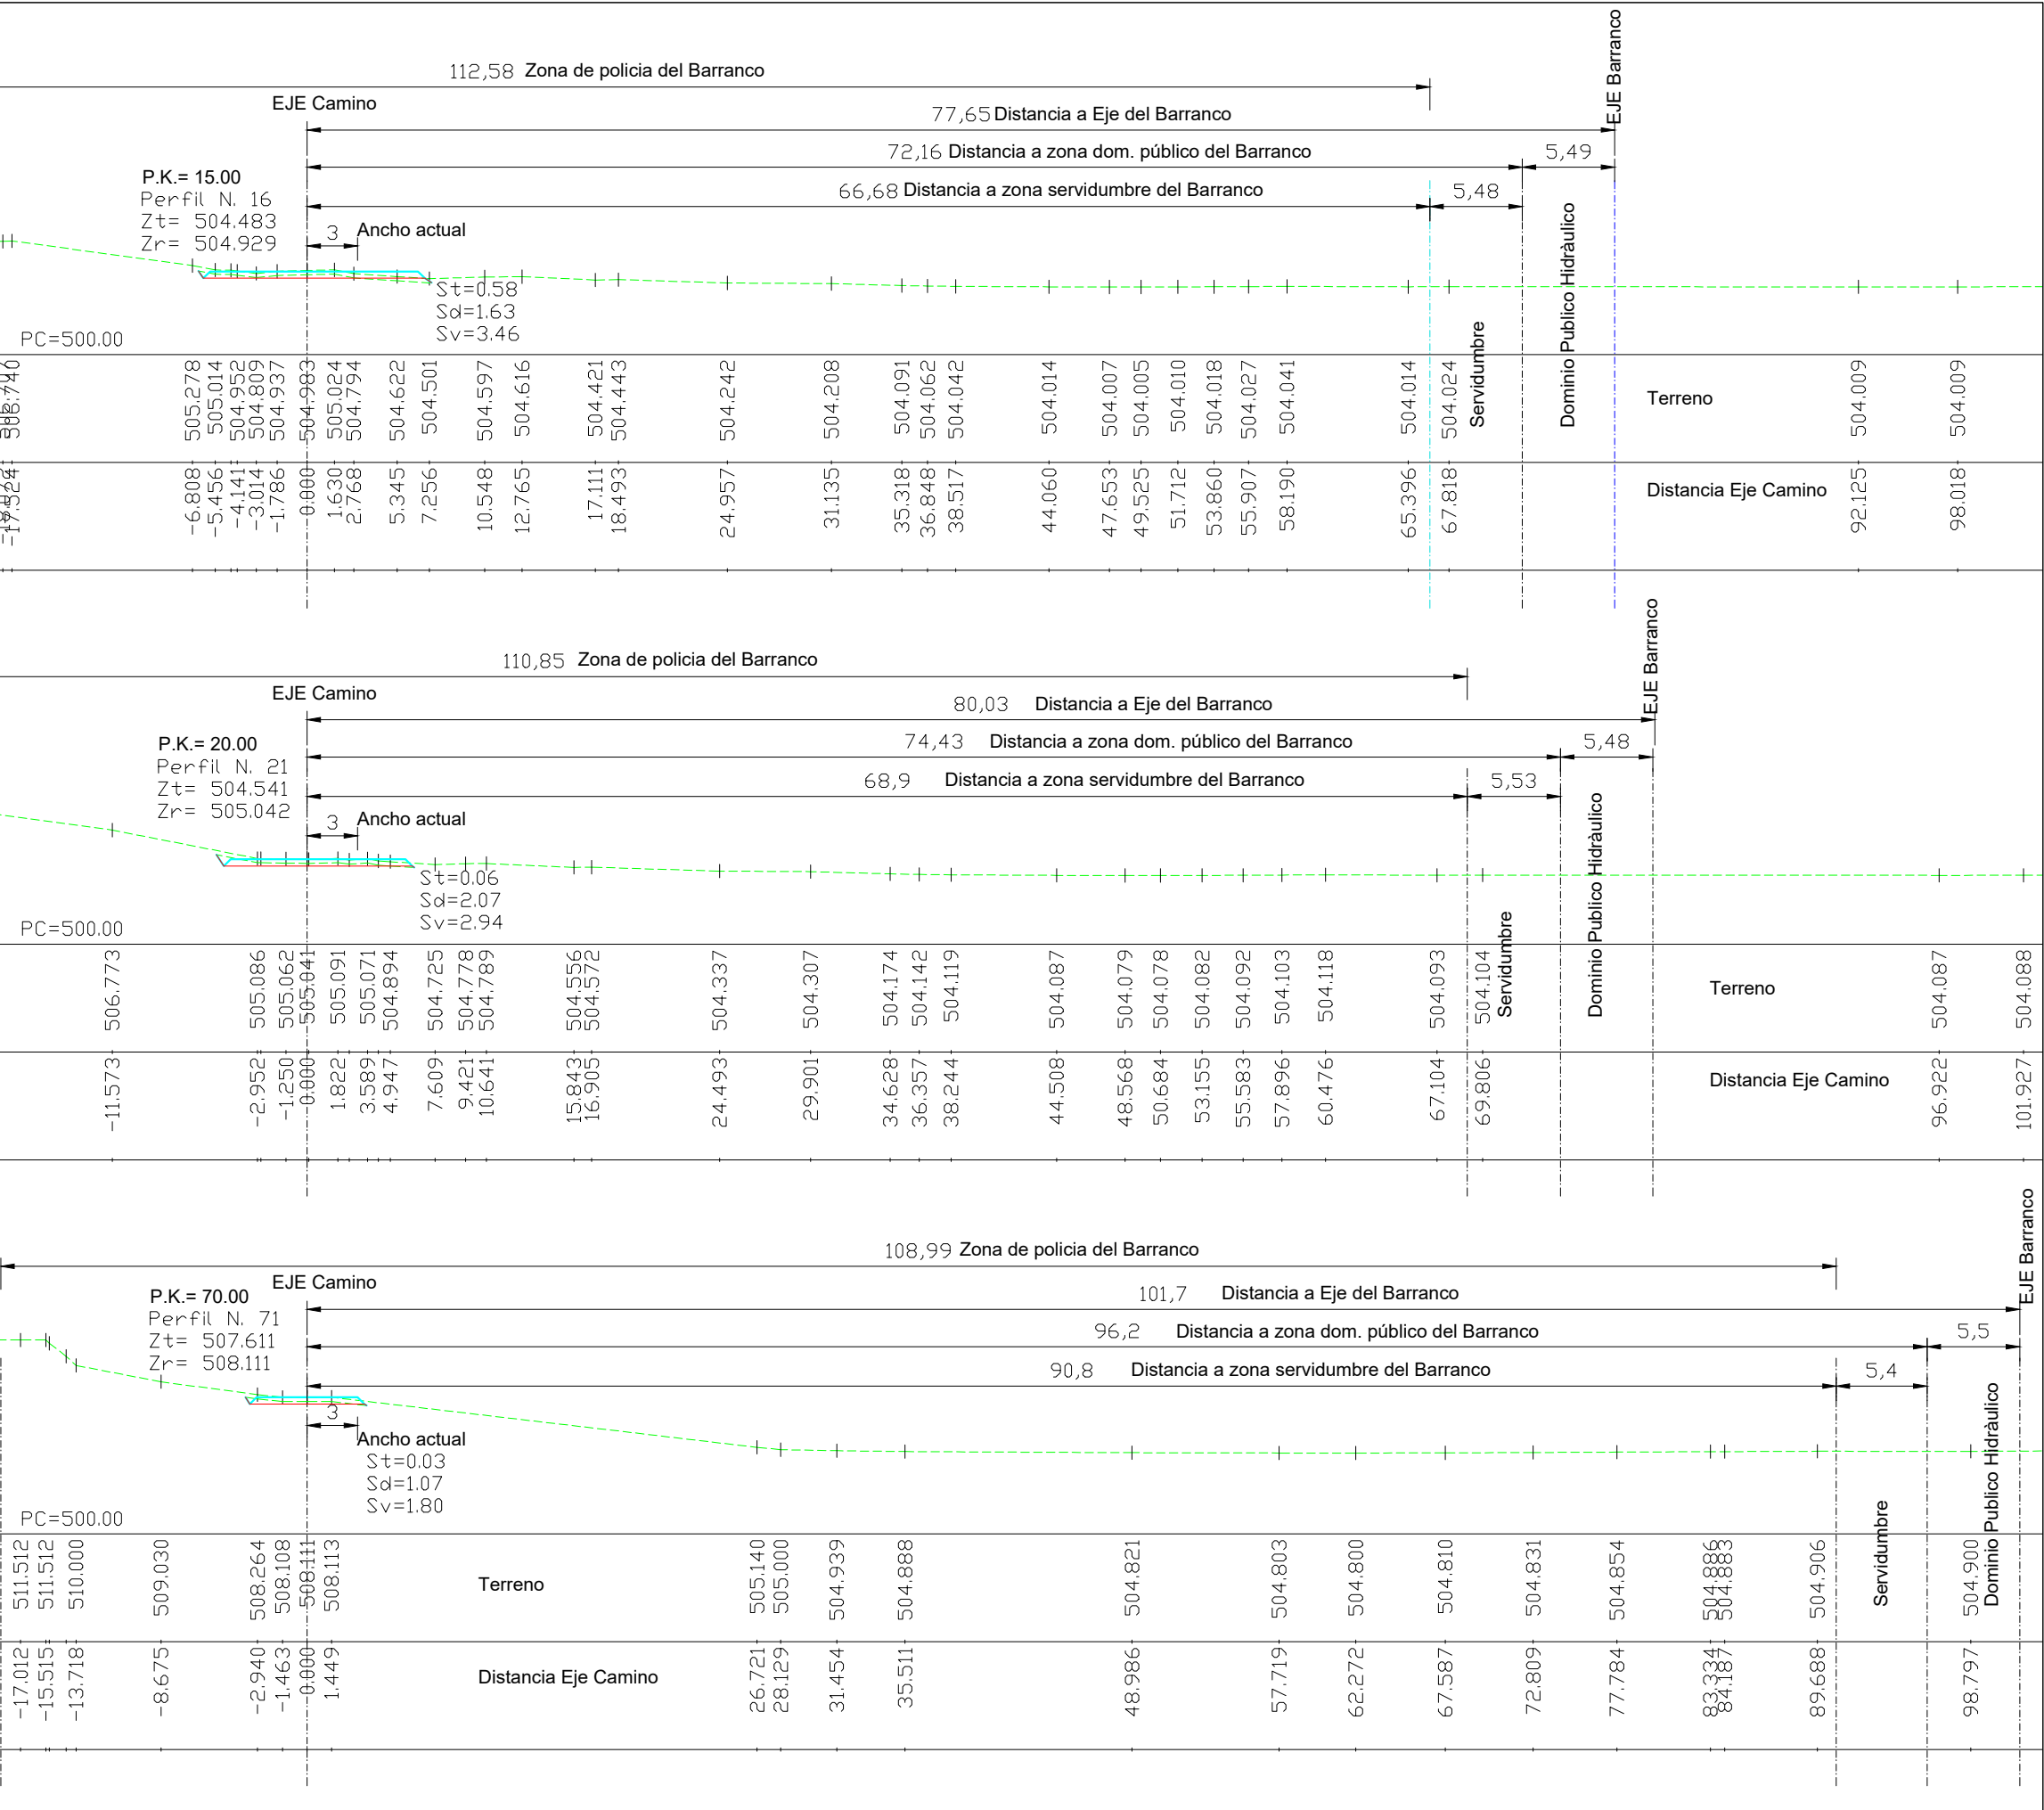 112,58 Zona de policia del Barranco
EJE Barranco
EJE Camino
77,65 Distancia a Eje del Barranco
72,16 Distancia a zona dom. público del Barranco 5,49
P.K.= 15.00
Perfil N. 16
Zt= 504.483
Zr= 504.929
66,68 Distancia a zona servidumbre del Barranco 5,48
3 Ancho actual
St=0.58
Sd=1.63
Sv=3.46
PC=500.00
Servidumbre
Dominio Publico Hidràulico
506.740 505.278 505.014 504.952 504.809 504.937 504.983 505.024 504.794 504.622 504.501 504.597 504.616 504.421 504.443 504.242 504.208 504.091 504.062 504.042 504.014 504.007 504.005 504.010 504.018 504.027 504.041 504.014 504.024 Terreno 504.009 504.009
-17.524 -6.808 -5.456 -4.141 -3.014 -1.786 0.000 1.630 2.768 5.345 7.256 10.548 12.765 17.111 18.493 24.957 31.135 35.318 36.848 38.517 44.060 47.653 49.525 51.712 53.860 55.907 58.190 65.396 67.818 Distancia Eje Camino 92.125 98.018
110,85 Zona de policia del Barranco
EJE Barranco
EJE Camino
80,03 Distancia a Eje del Barranco
74,43 Distancia a zona dom. público del Barranco 5,48
P.K.= 20.00
Perfil N. 21
Zt= 504.541
Zr= 505.042
68,9 Distancia a zona servidumbre del Barranco 5,53
3 Ancho actual
St=0.06
Sd=2.07
Sv=2.94
PC=500.00
Servidumbre
Dominio Publico Hidràulico
506.773 505.086 505.062 505.041 505.091 505.071 504.894 504.725 504.778 504.789 504.556 504.572 504.337 504.307 504.174 504.142 504.119 504.087 504.079 504.078 504.082 504.092 504.103 504.118 504.093 504.104 Terreno 504.087 504.088
-11.573 -2.952 -1.250 0.000 1.822 3.589 4.947 7.609 9.421 10.641 15.843 16.905 24.493 29.901 34.628 36.357 38.244 44.508 48.568 50.684 53.155 55.583 57.896 60.476 67.104 69.806 Distancia Eje Camino 96.922 101.927
108,99 Zona de policia del Barranco
EJE Barranco
EJE Camino
101,7 Distancia a Eje del Barranco
96,2 Distancia a zona dom. público del Barranco 5,5
P.K.= 70.00
Perfil N. 71
Zt= 507.611
Zr= 508.111
90,8 Distancia a zona servidumbre del Barranco 5,4
3
Ancho actual
St=0.03
Sd=1.07
Sv=1.80
PC=500.00
Servidumbre
Dominio Publico Hidràulico
511.512 511.512 510.000 509.030 508.264 508.108 508.111 508.113 Terreno 505.140 505.000 504.939 504.888 504.821 504.803 504.800 504.810 504.831 504.854 504.886 504.883 504.906 504.900
-17.012 -15.515 -13.718 -8.675 -2.940 -1.463 0.000 1.449 Distancia Eje Camino 26.721 28.129 31.454 35.511 48.986 57.719 62.272 67.587 72.809 77.784 83.334 84.187 89.688 98.797